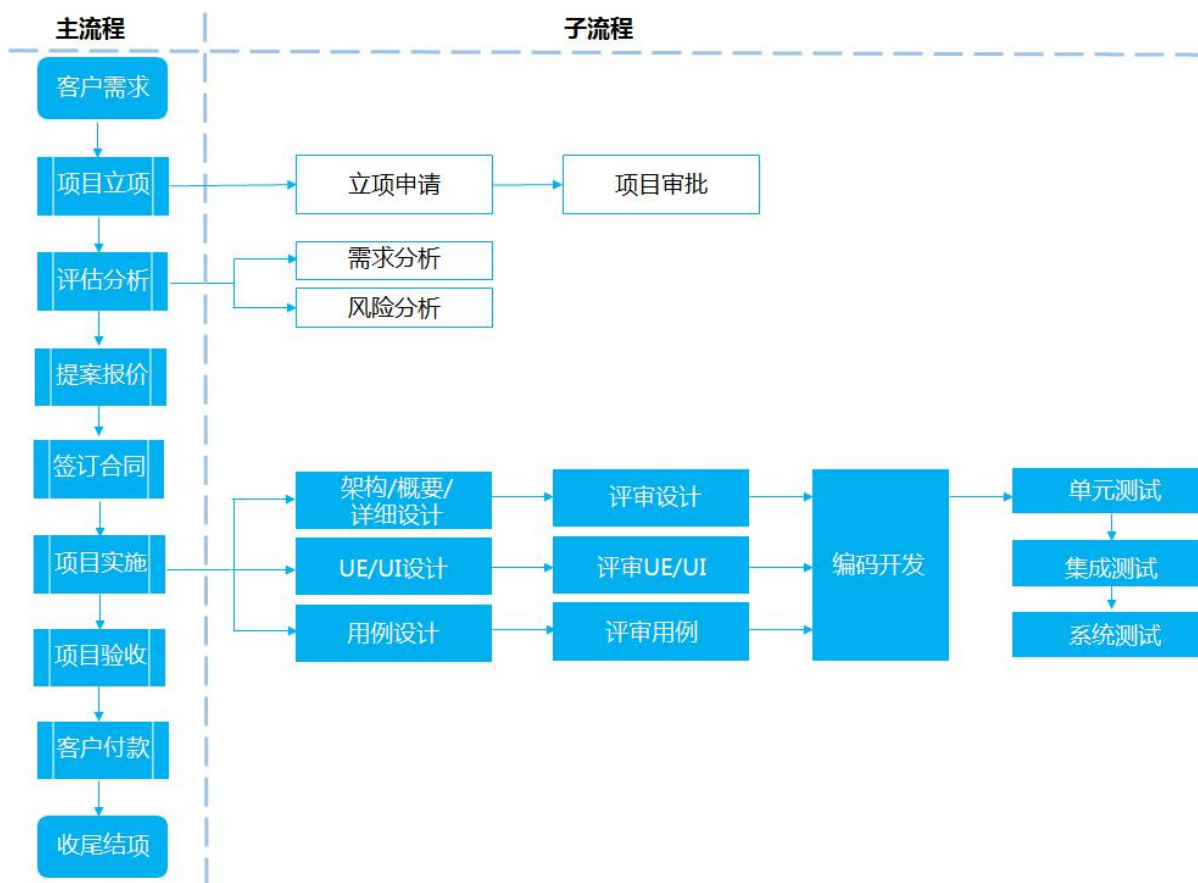 主流程
子流程
客户需求
项目立项
立项申请
项目审批
评估分析
需求分析
风险分析
提案报价
签订合同
项目实施
架构/概要/
详细设计
评审设计
UE/UI设计
评审UE/UI
用例设计
评审用例
编码开发
单元测试
集成测试
系统测试
项目验收
客户付款
收尾结项